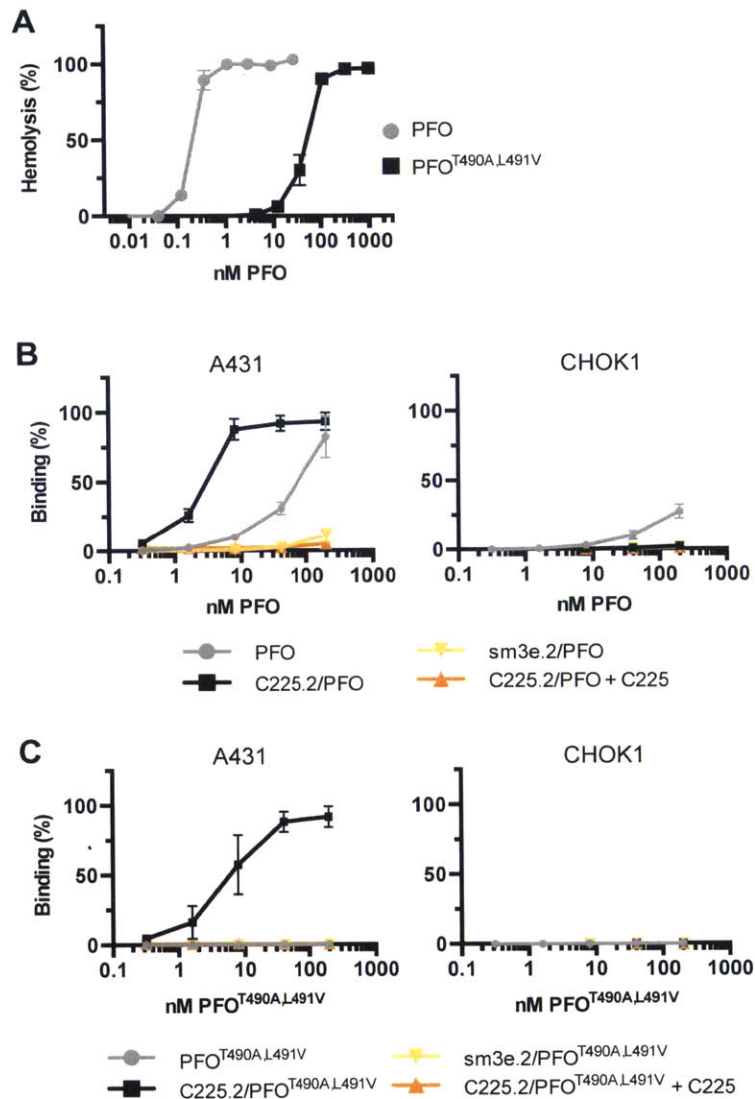 A
Hemolysis (%)
100
50
0
0.01 0.1 1 10 100 1000
nM PFO
PFO
PFO^T490A,L491V
B
A431
CHOK1
Binding (%)
100
50
0
0.1 1 10 100 1000
nM PFO
100
50
0
0.1 1 10 100 1000
nM PFO
PFO
sm3e.2/PFO
C225.2/PFO
C225.2/PFO + C225
C
A431
CHOK1
Binding (%)
100
50
0
0.1 1 10 100 1000
nM PFO^T490A,L491V
100
50
0
0.1 1 10 100 1000
nM PFO^T490A,L491V
PFO^T490A,L491V
sm3e.2/PFO^T490A,L491V
C225.2/PFO^T490A,L491V
C225.2/PFO^T490A,L491V + C225